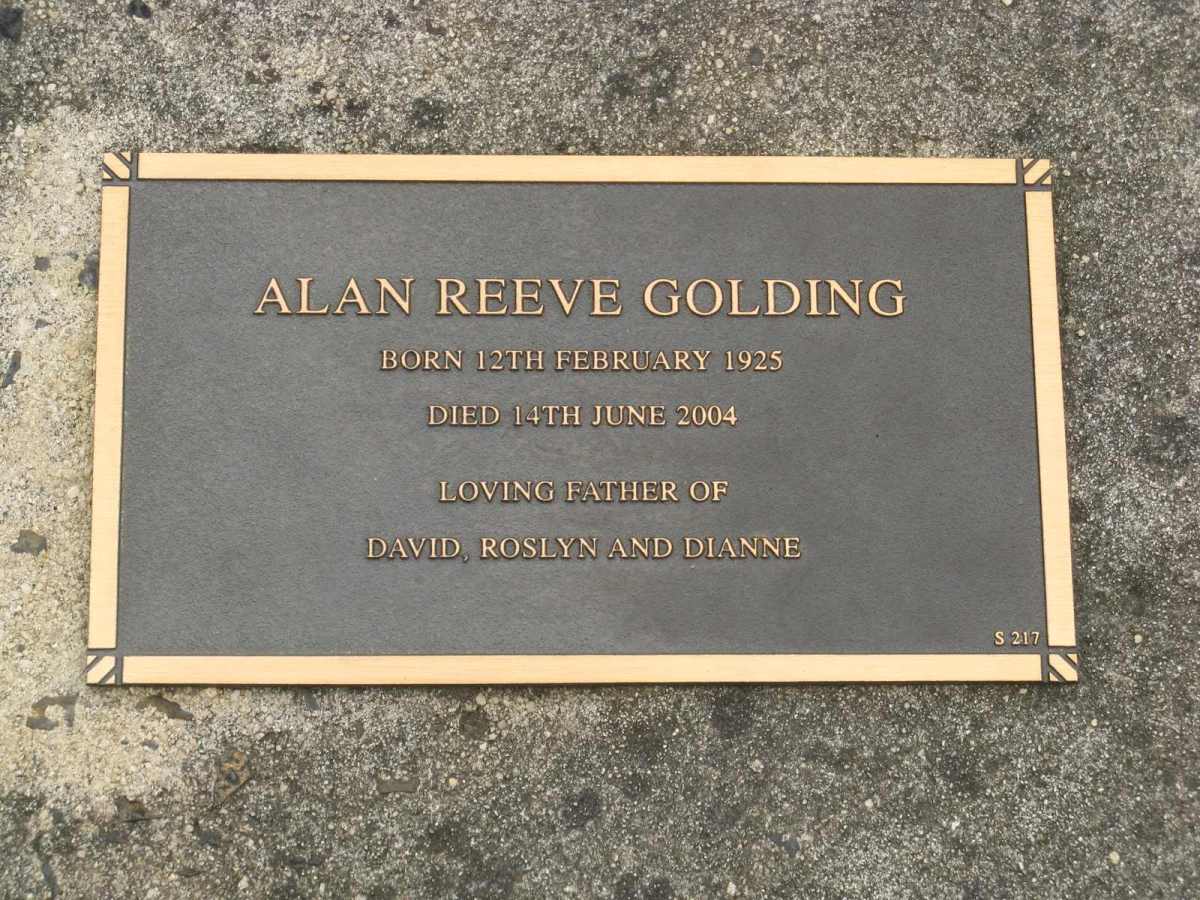 ALAN REEVE GOLDING
BORN 12TH FEBRUARY 1925
DIED 14TH JUNE 2004
LOVING FATHER OF
DAVID, ROSLYN AND DIANNE
S 217